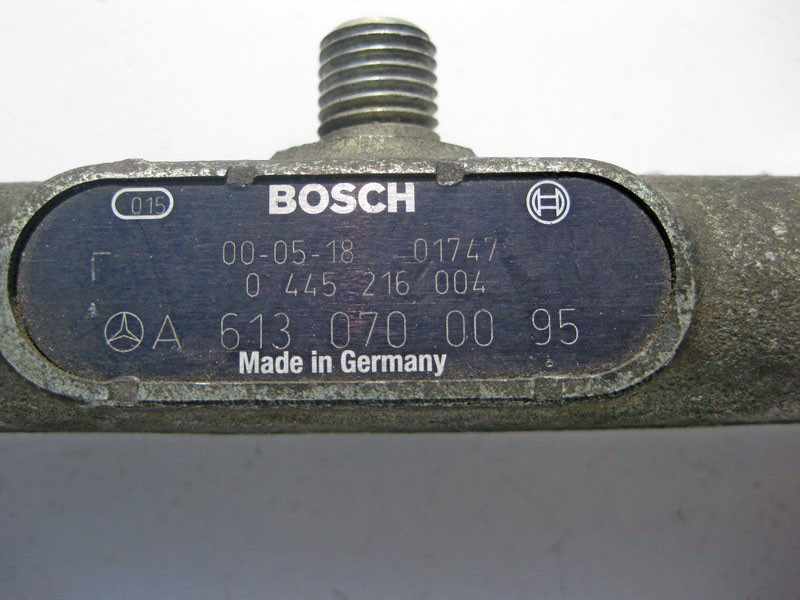 015 BOSCH
00-05-18 01747
0 445 216 004
A 613 070 00 95
Made in Germany